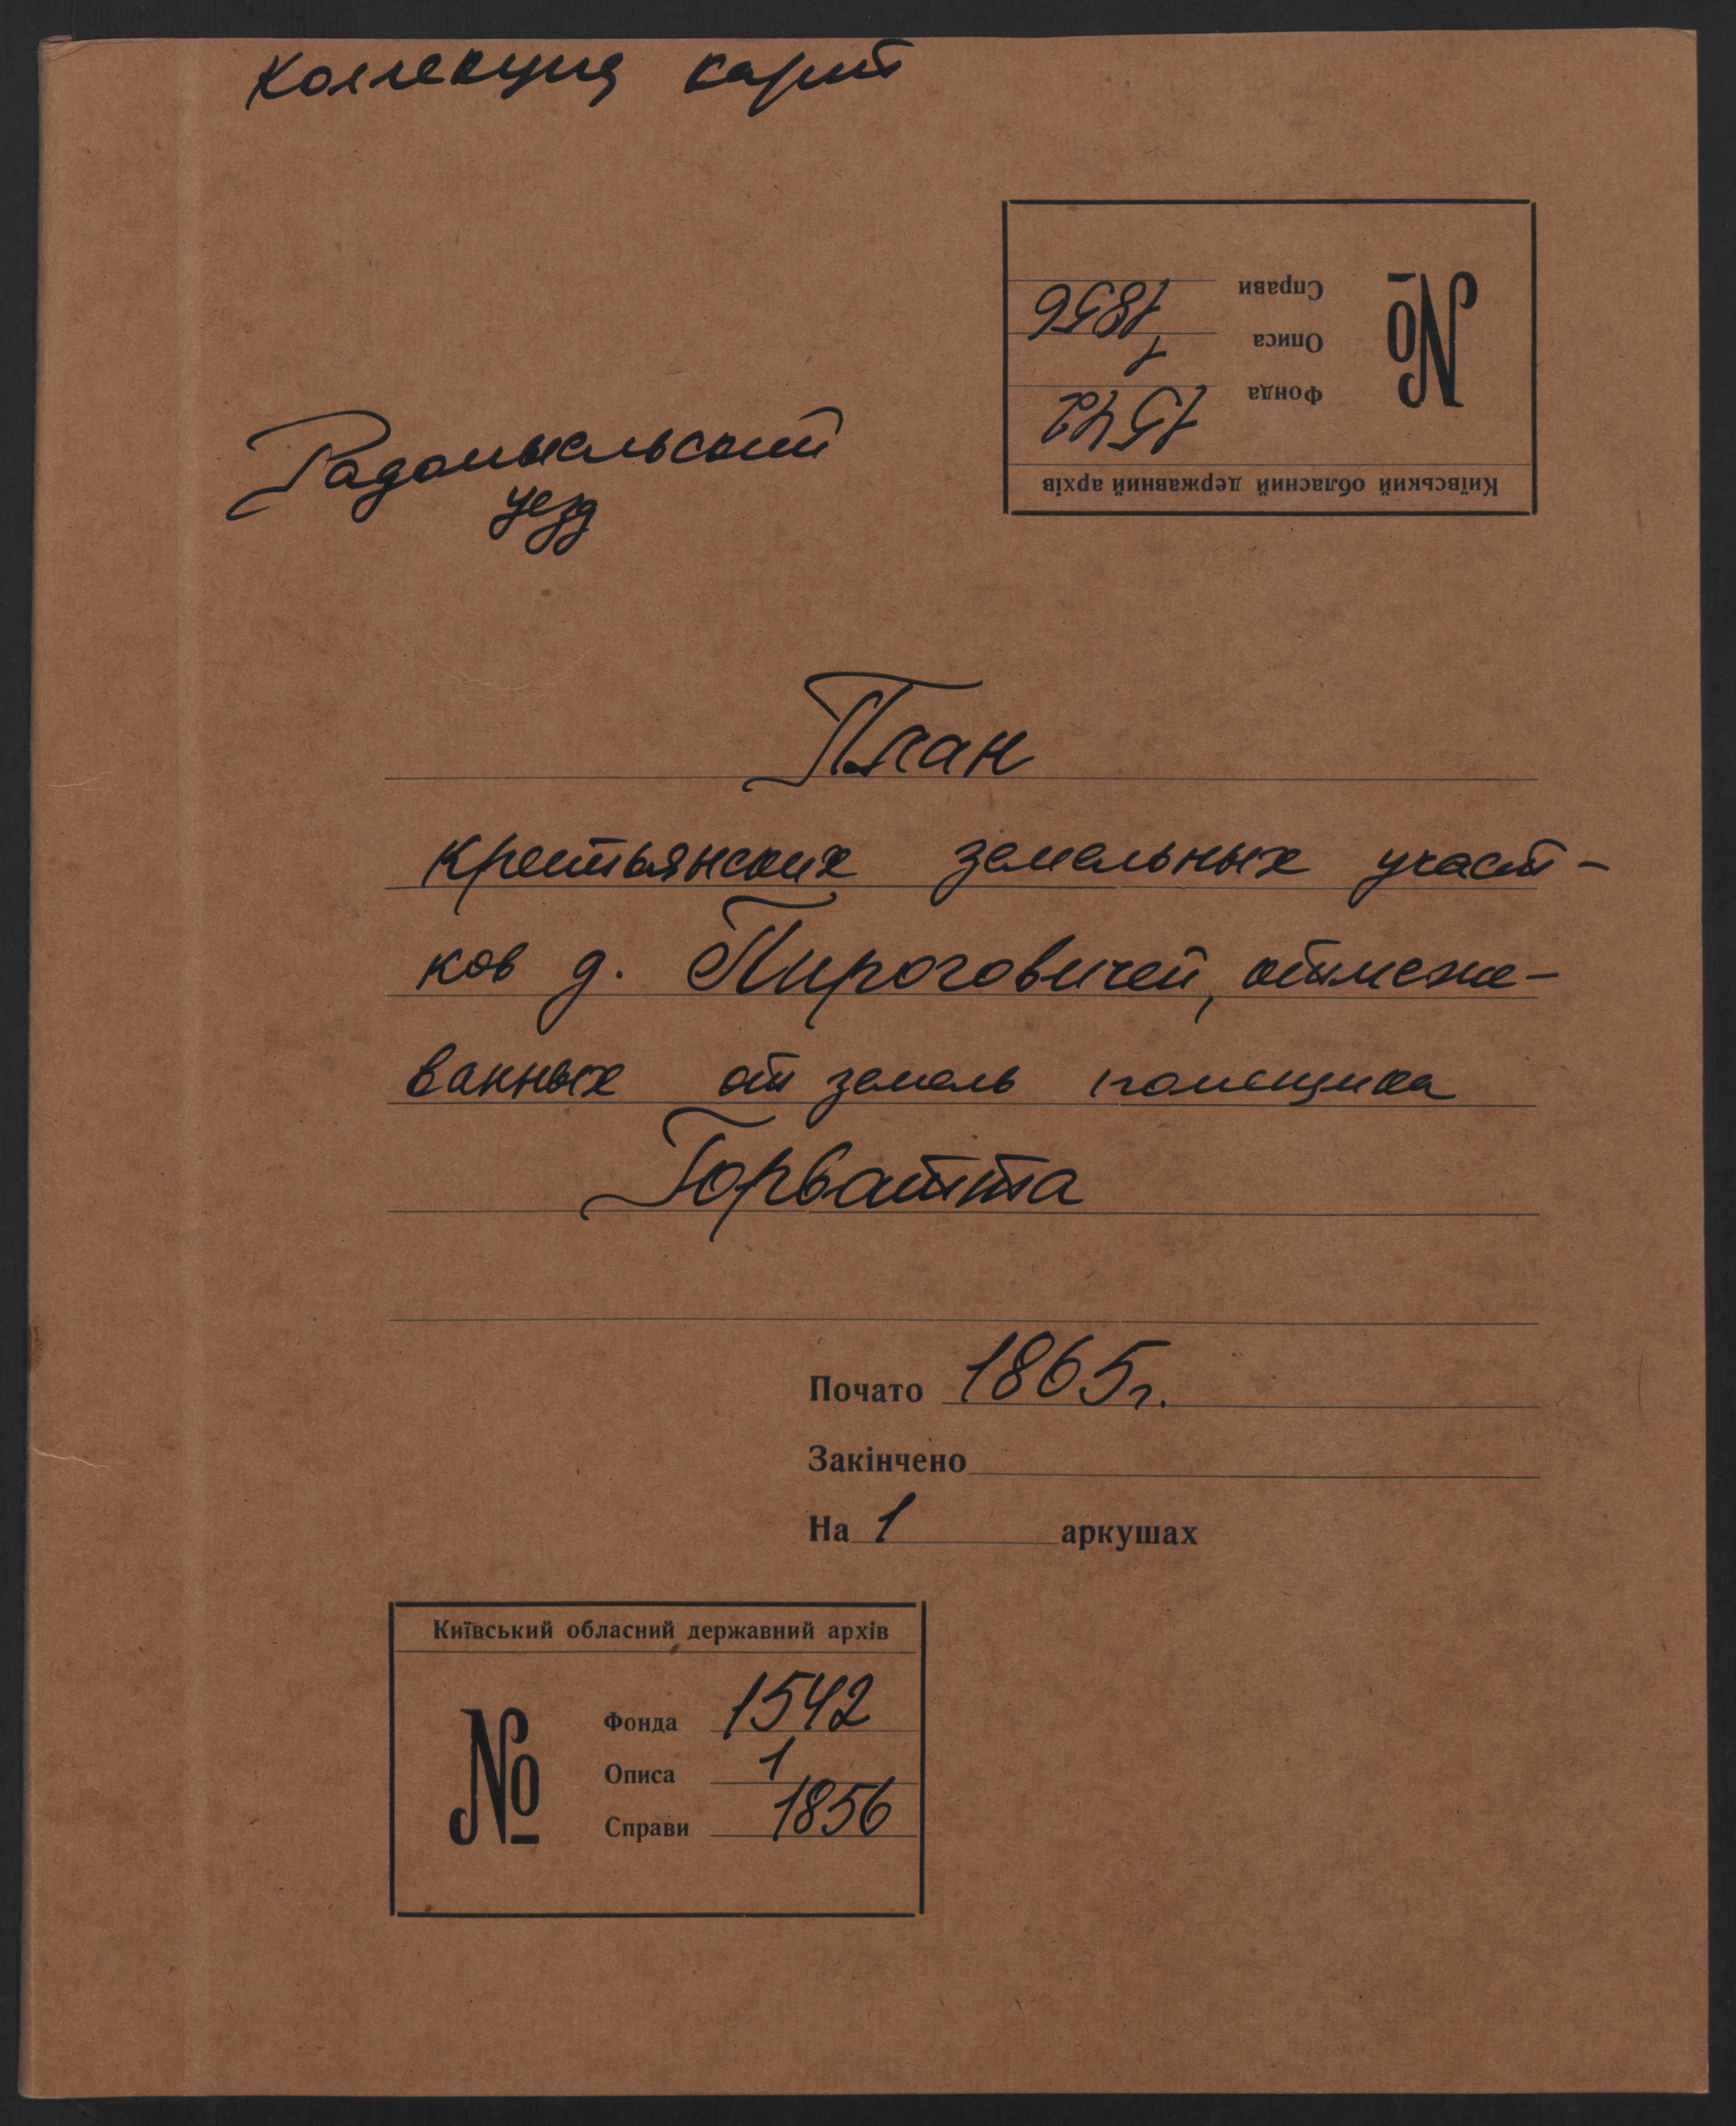 Коллекция карт
Київський обласний державний архів
№
Фонда 1542
Описа 1
Справи 1856
Радомысльский
уезд
План
крестьянских земельных участ-
ков д. Пироговичей, отмеже-
ванных от земель помещика
Горватта
Почато 1865 г.
Закінчено
На 1 аркушах
Київський обласний державний архів
№
Фонда 1542
Описа 1
Справи 1856